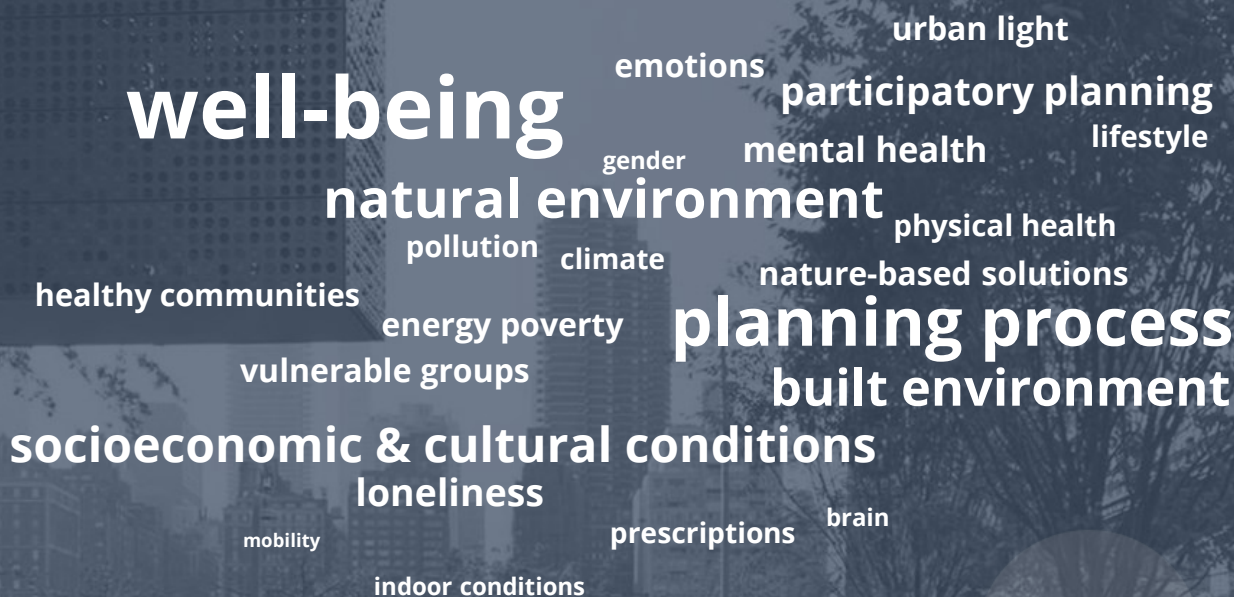 urban light
emotions
well-being
participatory planning
lifestyle
mental health
gender
natural environment
physical health
pollution
climate
nature-based solutions
healthy communities
energy poverty
planning process
vulnerable groups
built environment
socioeconomic & cultural conditions
loneliness
brain
prescriptions
mobility
indoor conditions